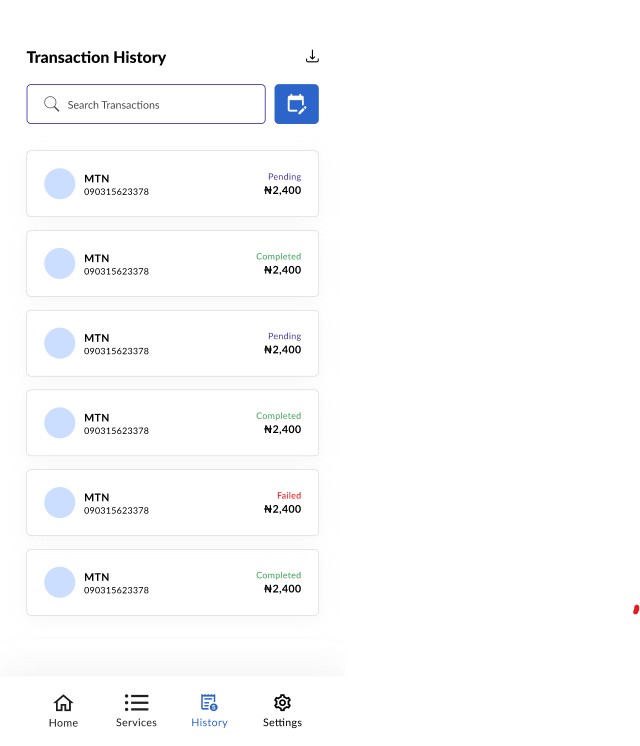 Transaction History
Search Transactions
MTN
Pending
090315623378
₦2,400
MTN
Completed
090315623378
₦2,400
MTN
Pending
090315623378
₦2,400
MTN
Completed
090315623378
₦2,400
MTN
Failed
090315623378
₦2,400
MTN
Completed
090315623378
₦2,400
Home
Services
History
Settings